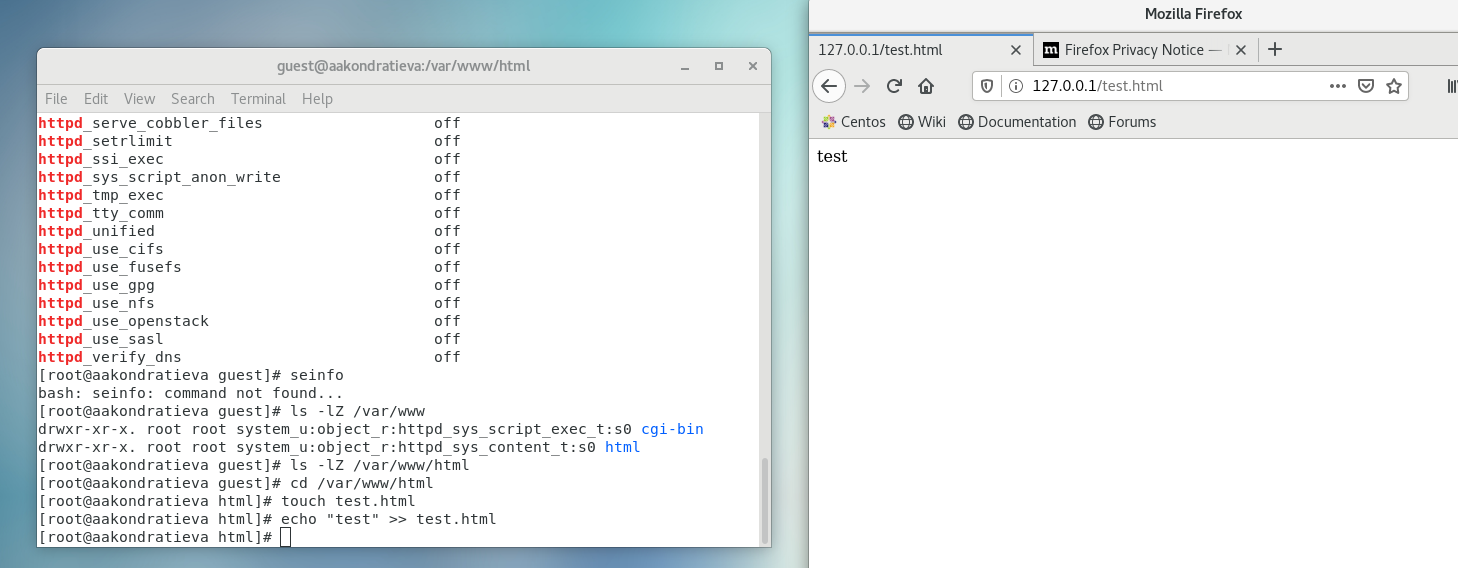 guest@aakondratieva:/var/www/html
File Edit View Search Terminal Help
httpd_serve_cobbler_files off
httpd_setrlimit off
httpd_ssi_exec off
httpd_sys_script_anon_write off
httpd_tmp_exec off
httpd_tty_comm off
httpd_unified off
httpd_use_cifs off
httpd_use_fusefs off
httpd_use_gpg off
httpd_use_nfs off
httpd_use_openstack off
httpd_use_sasl off
httpd_verify_dns off
[root@aakondratieva guest]# seinfo
bash: seinfo: command not found...
[root@aakondratieva guest]# ls -lZ /var/www
drwxr-xr-x. root root system_u:object_r:httpd_sys_script_exec_t:s0 cgi-bin
drwxr-xr-x. root root system_u:object_r:httpd_sys_content_t:s0 html
[root@aakondratieva guest]# ls -lZ /var/www/html
[root@aakondratieva guest]# cd /var/www/html
[root@aakondratieva html]# touch test.html
[root@aakondratieva html]# echo "test" >> test.html
[root@aakondratieva html]#
Mozilla Firefox
127.0.0.1/test.html
Firefox Privacy Notice —
127.0.0.1/test.html
Centos Wiki Documentation Forums
test